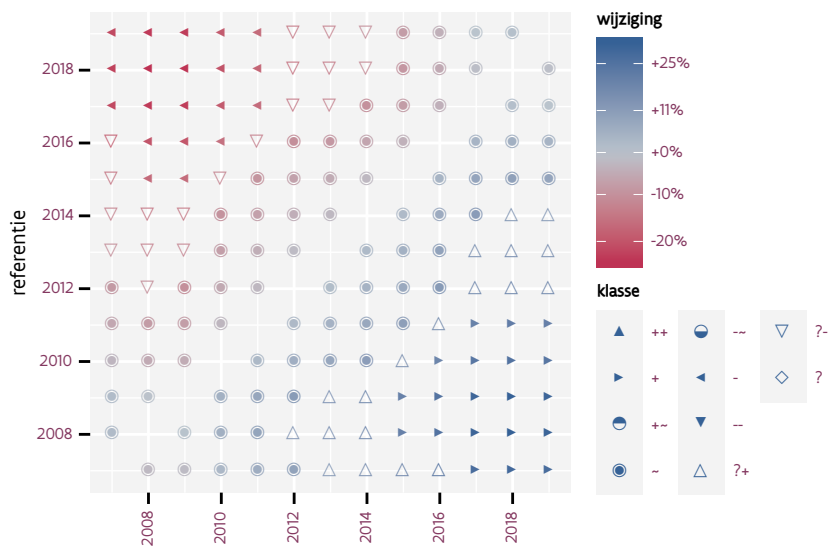 wijziging
+25%
+11%
+0%
-10%
-20%
klasse
++ -~ ?-
+ - ?
+~ --
~ ?+
referentie
2018
2016
2014
2012
2010
2008
2008 2010 2012 2014 2016 2018